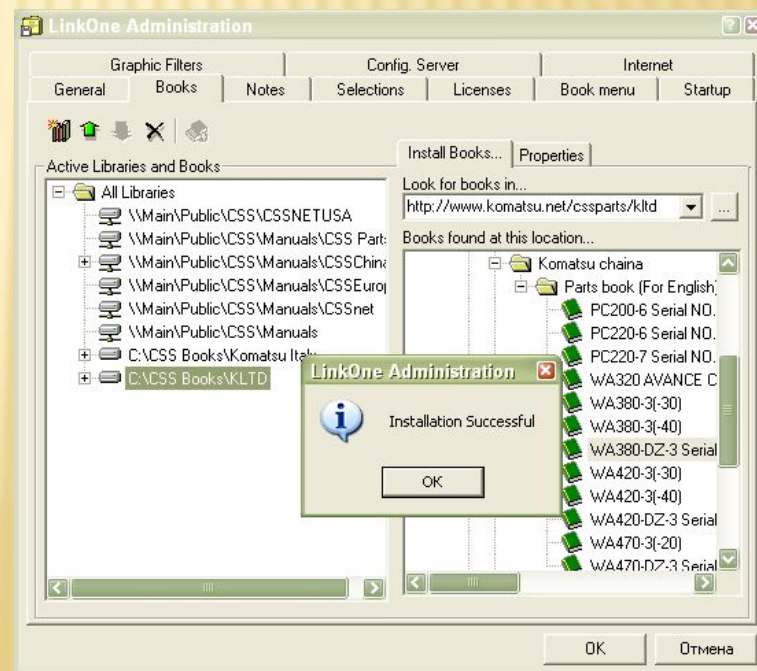 LinkOne Administration
Graphic Filters
Config. Server
Internet
General
Books
Notes
Selections
Licenses
Book menu
Startup
Active Libraries and Books
All Libraries
\\Main\Public\CSS\CSSNETUSA
\\Main\Public\CSS\Manuals\CSS Part
\\Main\Public\CSS\Manuals\CSSChina
\\Main\Public\CSS\Manuals\CSSEuro
\\Main\Public\CSS\Manuals\CSSnet
\\Main\Public\CSS\Manuals
C:\CSS Books\Komatsu Italy
C:\CSS Books\KLTD
Install Books...
Properties
Look for books in...
http://www.komatsu.net/cssparts/kltd
...
Books found at this location...
Komatsu chaina
Parts book (For English)
PC200-6 Serial NO.
PC220-6 Serial NO.
PC220-7 Serial NO.
WA320 AVANCE C
WA380-3(-30)
WA380-3(-40)
WA380-DZ-3 Serial
WA420-3(-30)
WA420-3(-40)
WA420-DZ-3 Serial
WA470-3(-20)
WA470-DZ-3 Serial
LinkOne Administration
Installation Successful
OK
OK
Отмена